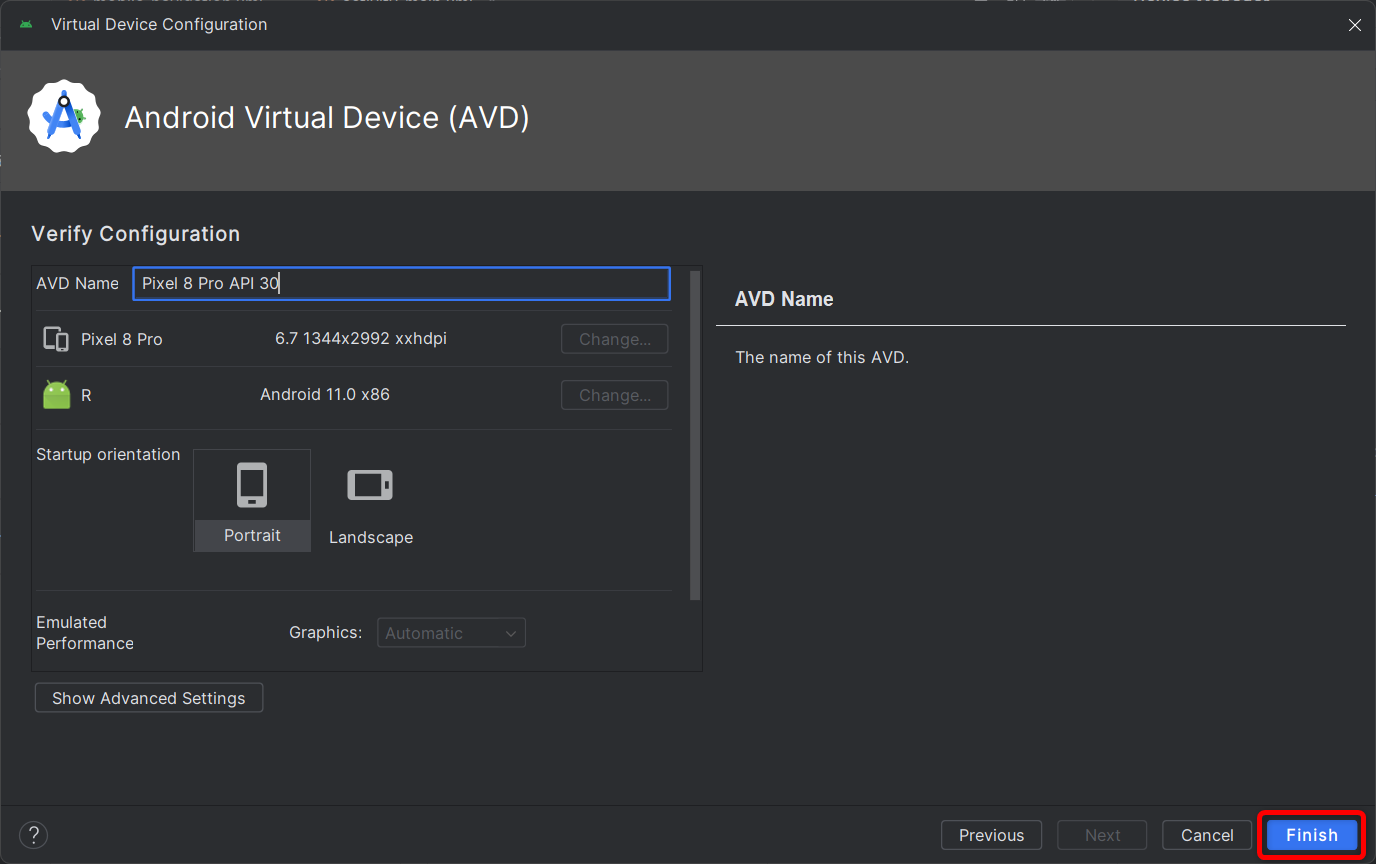 Virtual Device Configuration
Android Virtual Device (AVD)
Verify Configuration
AVD Name Pixel 8 Pro API 30
Pixel 8 Pro 6.7 1344x2992 xxhdpi Change...
R Android 11.0 x86 Change...
Startup orientation
Portrait
Landscape
Emulated
Performance
Graphics: Automatic
Show Advanced Settings
AVD Name
The name of this AVD.
? Previous Next Cancel Finish